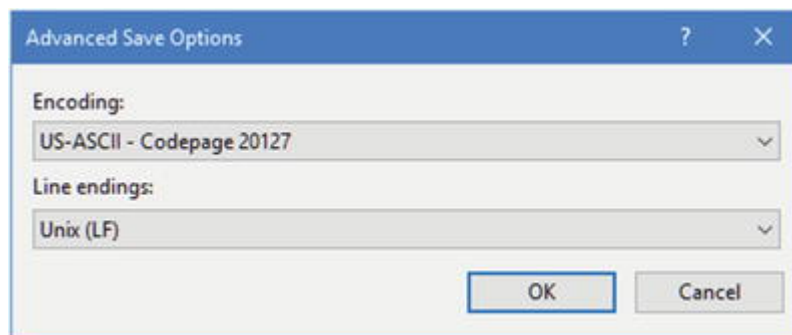 Advanced Save Options ? ×
Encoding:
US-ASCII - Codepage 20127
Line endings:
Unix (LF)
OK Cancel